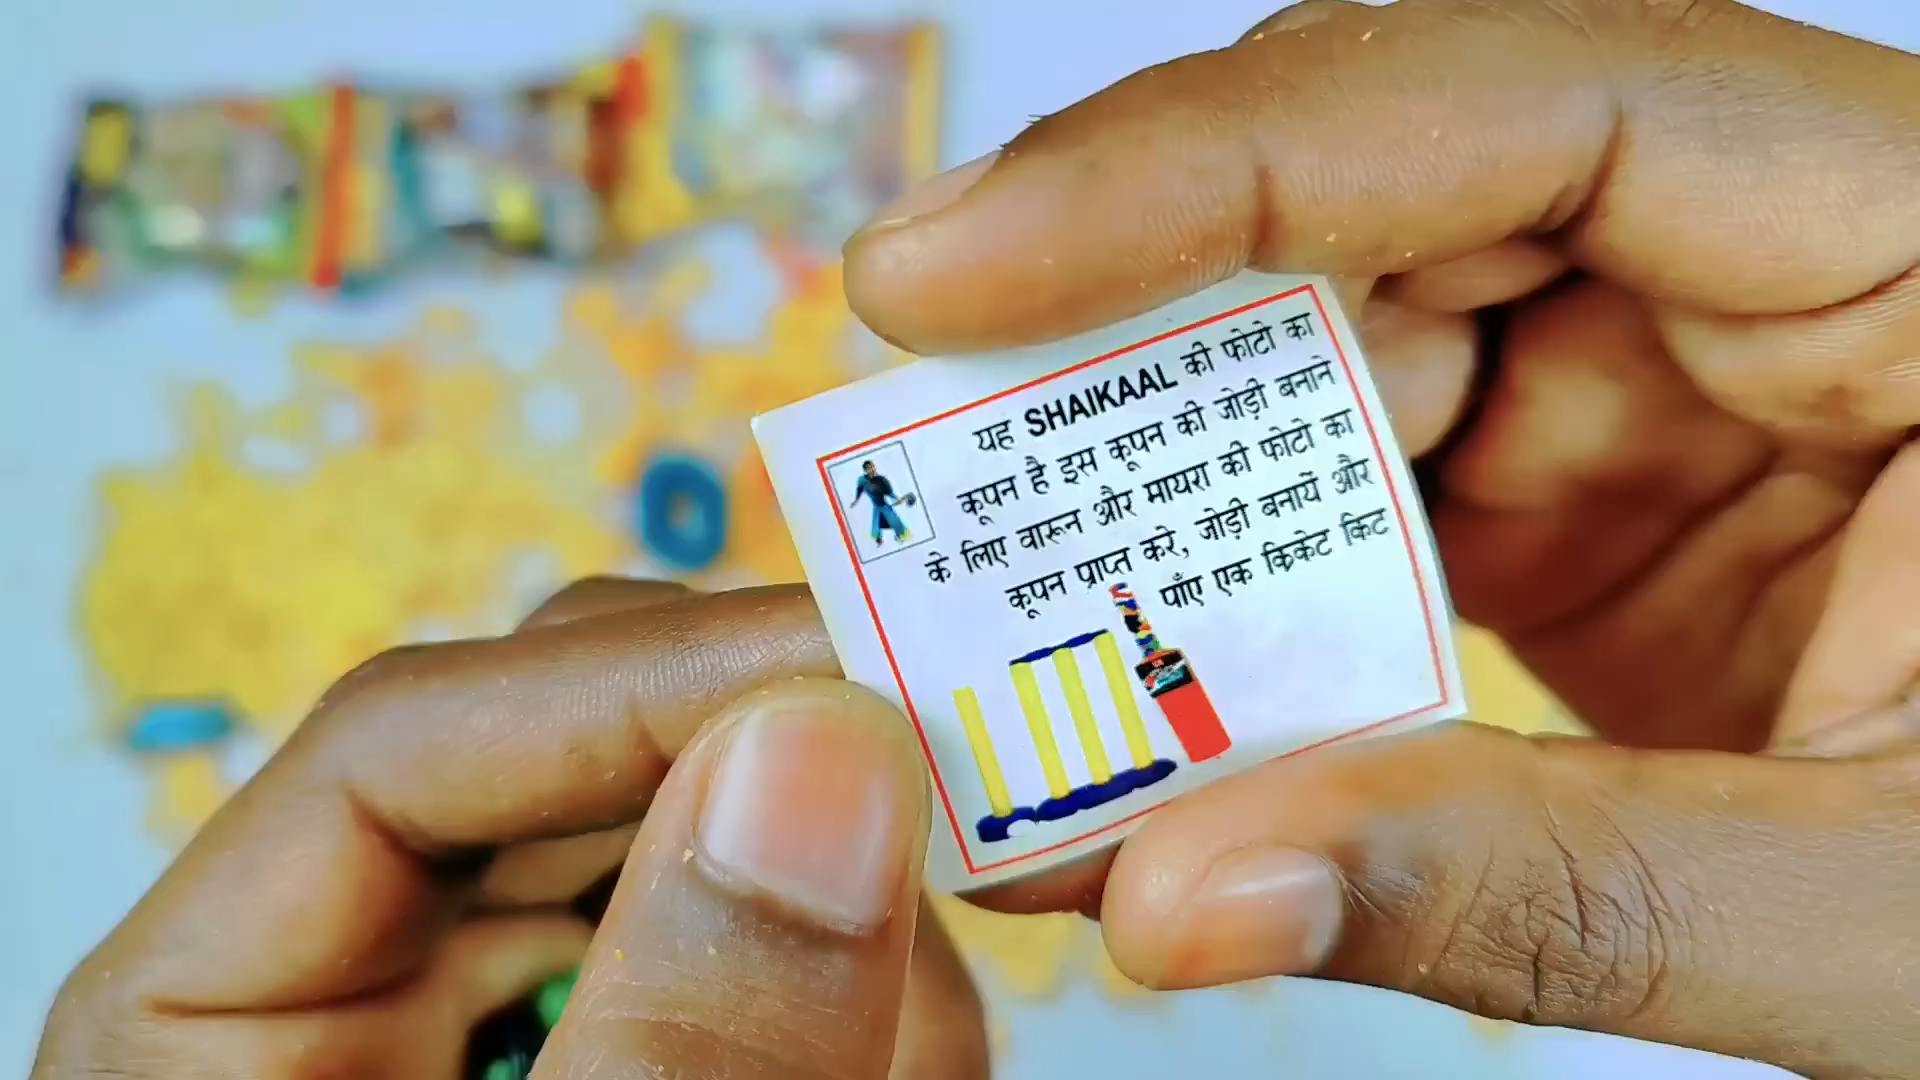 यह SHAIKAAL की फोटो का
कूपन है इस कूपन की जोड़ी बनाने
के लिए वारून और मायरा की फोटो का
कूपन प्राप्त करे, जोड़ी बनायें और
पाँए एक क्रिकेट किट